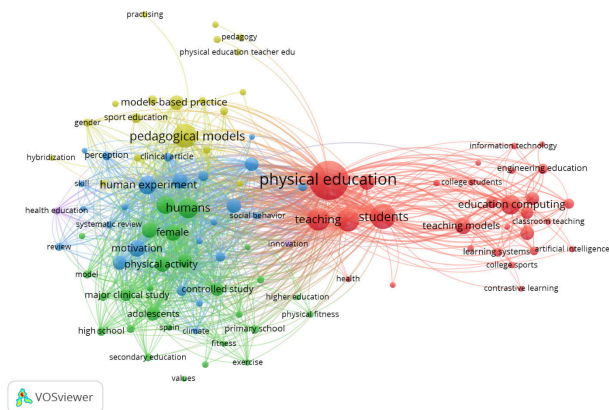 practising
pedagogy
physical education teacher edu
models-based practice
sport education
gender
pedagogical models
information technology
hybridization
perception
clinical article
engineering education
physical education
college students
skill
human experiment
education computing
health education
humans
social behavior
teaching
students
classroom teaching
systematic review
teaching models
female
review
motivation
innovation
learning systems
artificial intelligence
physical activity
college sports
model
health
contrastive learning
major clinical study
controlled study
higher education
adolescents
physical fitness
high school
spain
climate
primary school
fitness
secondary education
exercise
values
VOSviewer